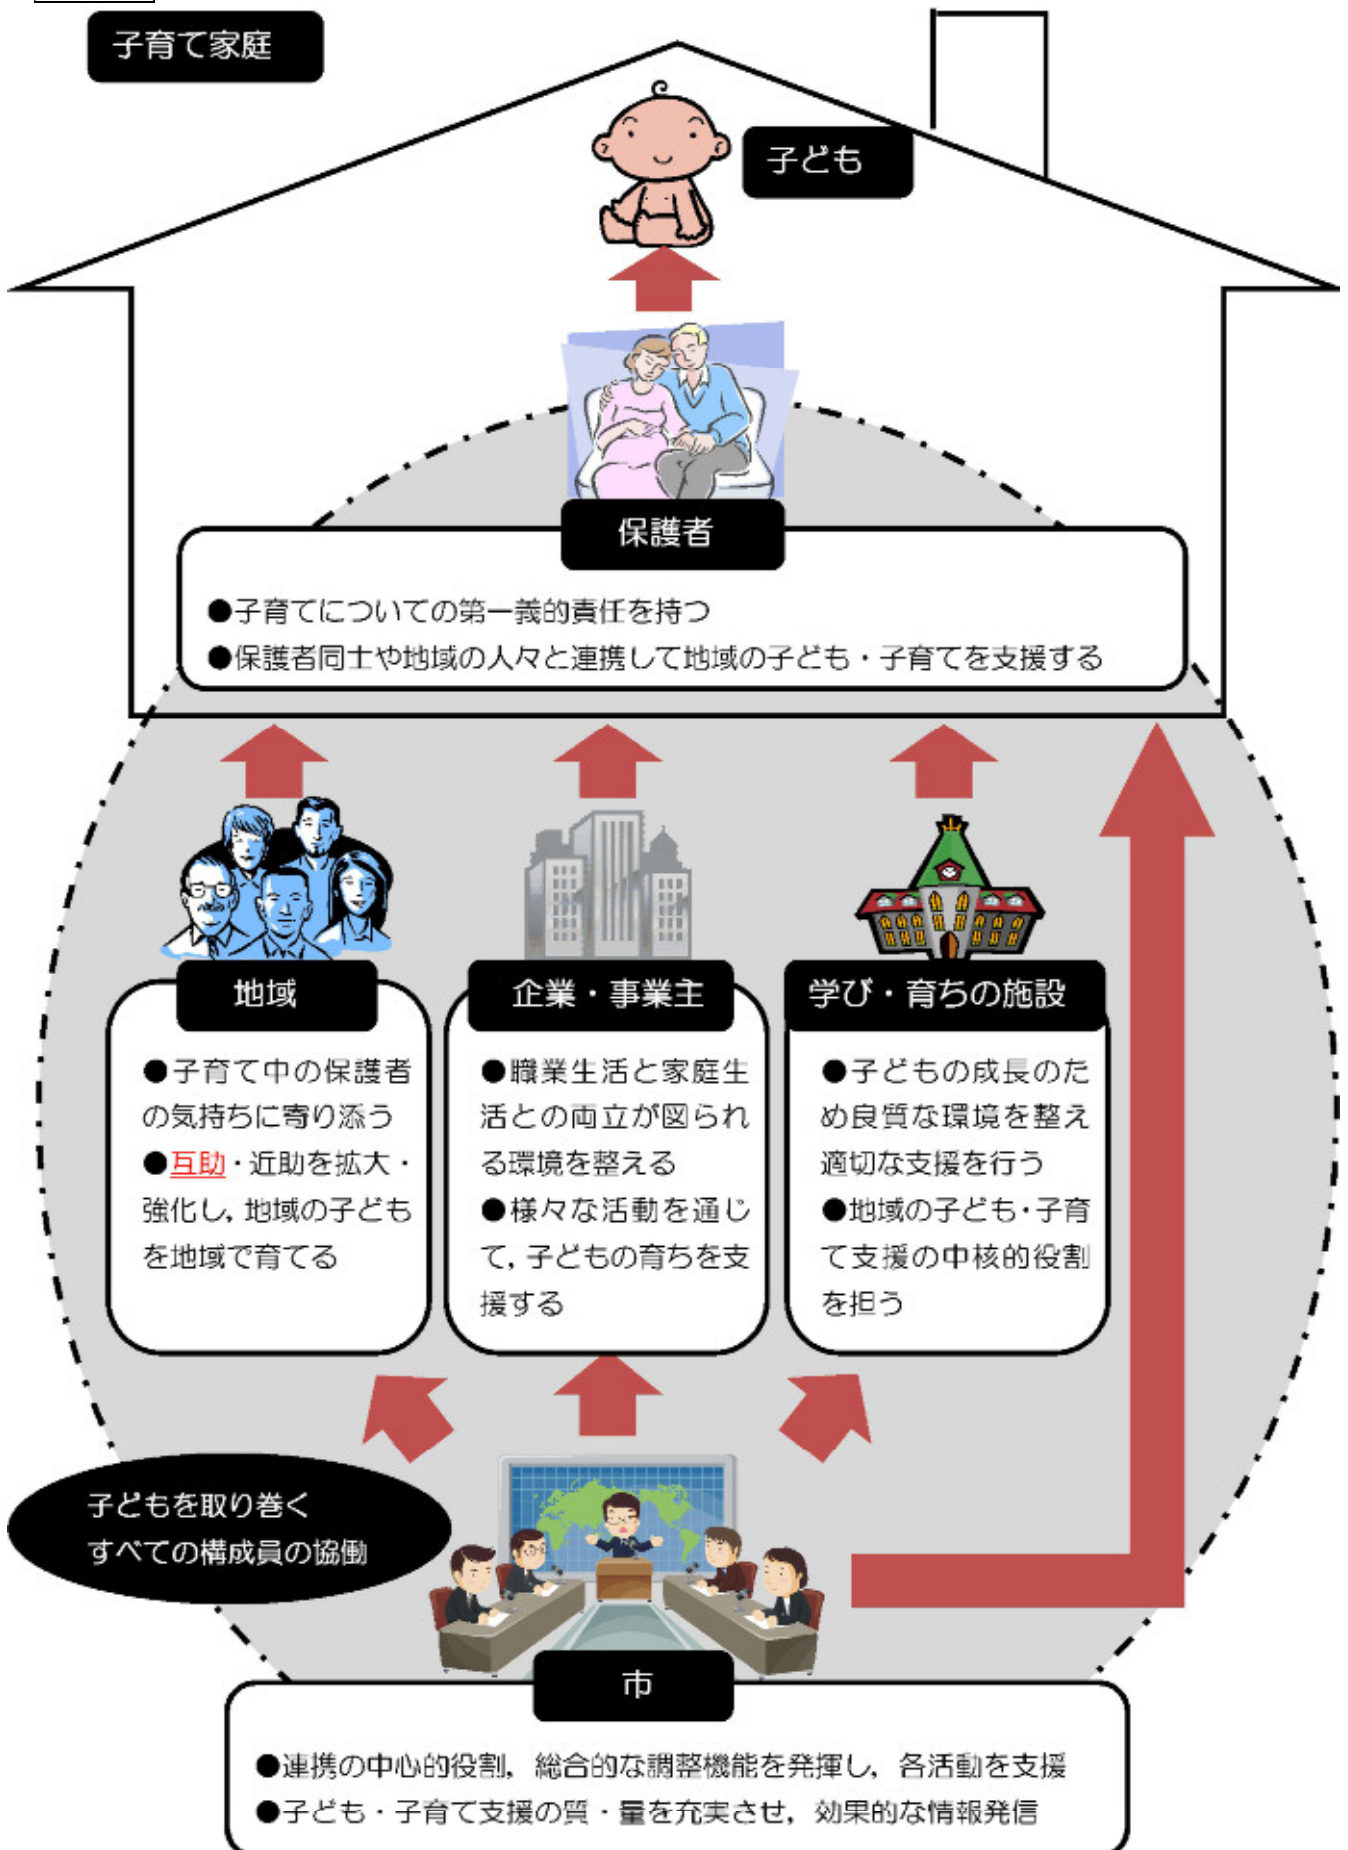 子育て家庭
子ども
保護者
●子育てについての第一義的責任を持つ
●保護者同士や地域の人々と連携して地域の子ども・子育てを支援する
地域
●子育て中の保護者
の気持ちに寄り添う
●互助・近助を拡大・
強化し，地域の子ども
を地域で育てる
企業・事業主
●職業生活と家庭生
活との両立が図られ
る環境を整える
●様々な活動を通じ
て，子どもの育ちを支
援する
学び・育ちの施設
●子どもの成長のた
め良質な環境を整え
適切な支援を行う
●地域の子ども・子育
て支援の中核的役割
を担う
子どもを取り巻く
すべての構成員の協働
市
●連携の中心的役割，総合的な調整機能を発揮し，各活動を支援
●子ども・子育て支援の質・量を充実させ，効果的な情報発信